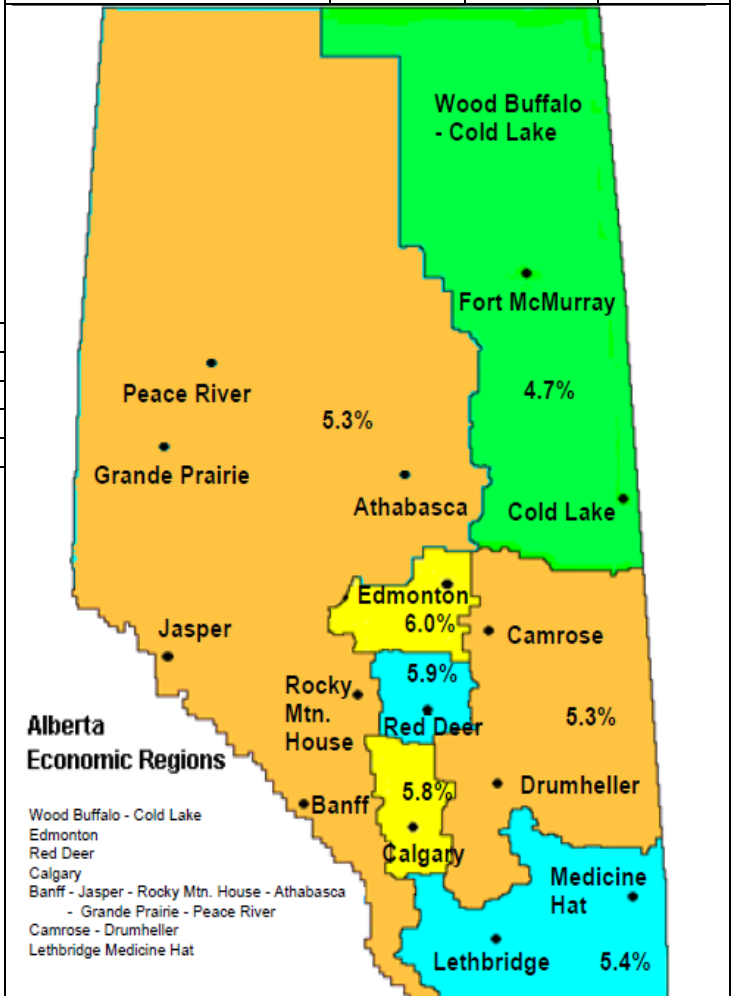 Wood Buffalo
- Cold Lake
Fort McMurray
Peace River
4.7%
5.3%
Grande Prairie
Athabasca
Cold Lake
Edmonton
6.0%
Jasper
Camrose
5.9%
Rocky
Mtn.
House
Red Deer
5.3%
Alberta
Economic Regions
Drumheller
5.8%
Banff
Calgary
Wood Buffalo - Cold Lake
Edmonton
Red Deer
Calgary
Banff - Jasper - Rocky Mtn. House - Athabasca
- Grande Prairie - Peace River
Camrose - Drumheller
Lethbridge Medicine Hat
Medicine
Hat
Lethbridge
5.4%